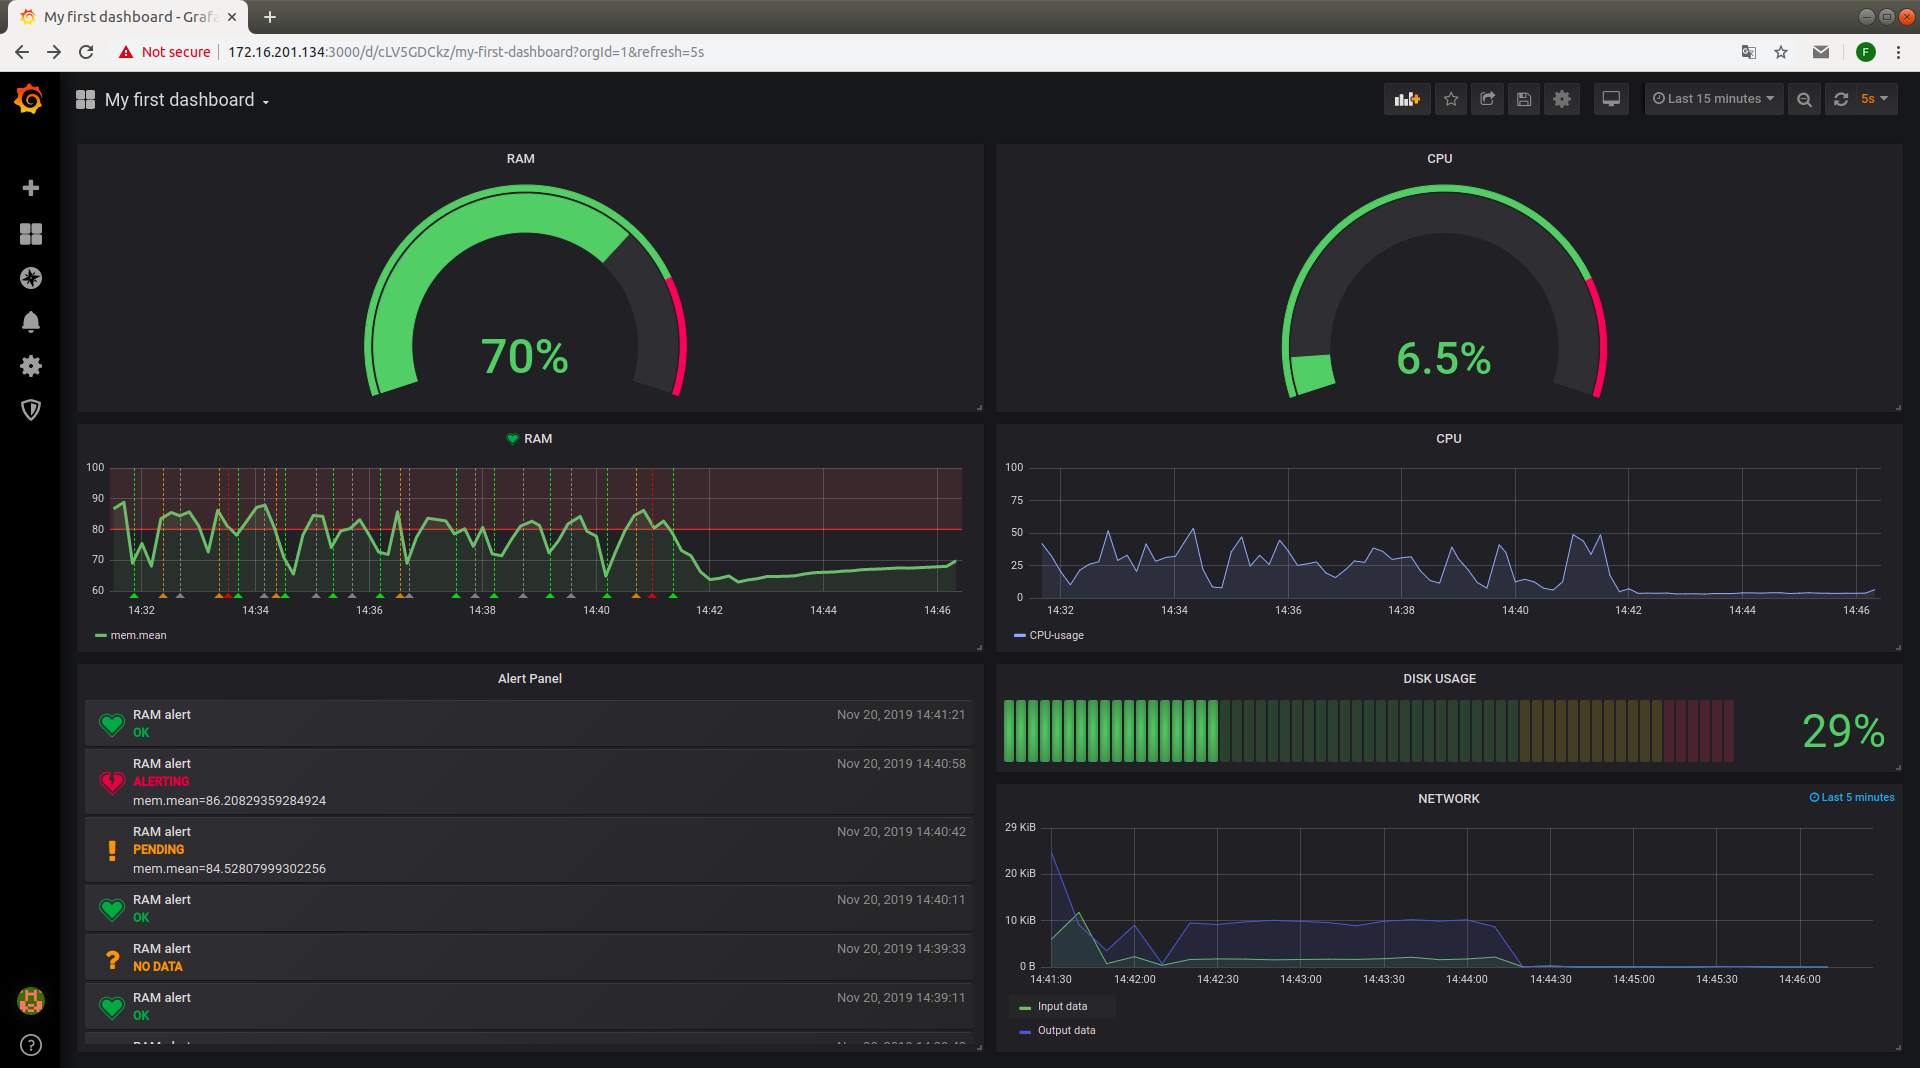 My first dashboard - Grafa
Not secure
172.16.201.134:3000/d/cLV5GDCkz/my-first-dashboard?orgId=1&refresh=5s
F
My first dashboard
Last 15 minutes
5s
RAM
70%
CPU
6.5%
RAM
100
90
80
70
60
14:32 14:34 14:36 14:38 14:40 14:42 14:44 14:46
mem.mean
CPU
100
75
50
25
0
14:32 14:34 14:36 14:38 14:40 14:42 14:44 14:46
CPU-usage
Alert Panel
RAM alert Nov 20, 2019 14:41:21
OK
RAM alert Nov 20, 2019 14:40:58
ALERTING
mem.mean=86.20829359284924
RAM alert Nov 20, 2019 14:40:42
PENDING
mem.mean=84.52807999302256
RAM alert Nov 20, 2019 14:40:11
OK
RAM alert Nov 20, 2019 14:39:33
NO DATA
RAM alert Nov 20, 2019 14:39:11
OK
DISK USAGE
29%
NETWORK
Last 5 minutes
29 KiB
20 KiB
10 KiB
0 B
14:41:30 14:42:00 14:42:30 14:43:00 14:43:30 14:44:00 14:44:30 14:45:00 14:45:30 14:46:00
Input data
Output data